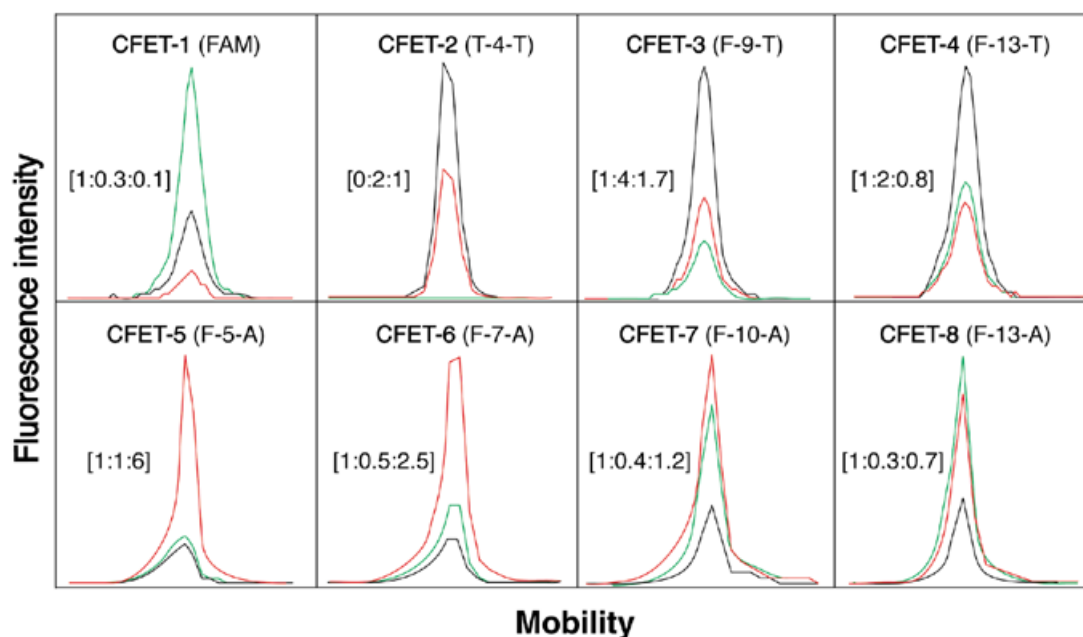 CFET-1 (FAM)
[1:0.3:0.1]
CFET-2 (T-4-T)
[0:2:1]
CFET-3 (F-9-T)
[1:4:1.7]
CFET-4 (F-13-T)
[1:2:0.8]
CFET-5 (F-5-A)
[1:1:6]
CFET-6 (F-7-A)
[1:0.5:2.5]
CFET-7 (F-10-A)
[1:0.4:1.2]
CFET-8 (F-13-A)
[1:0.3:0.7]
Fluorescence intensity
Mobility